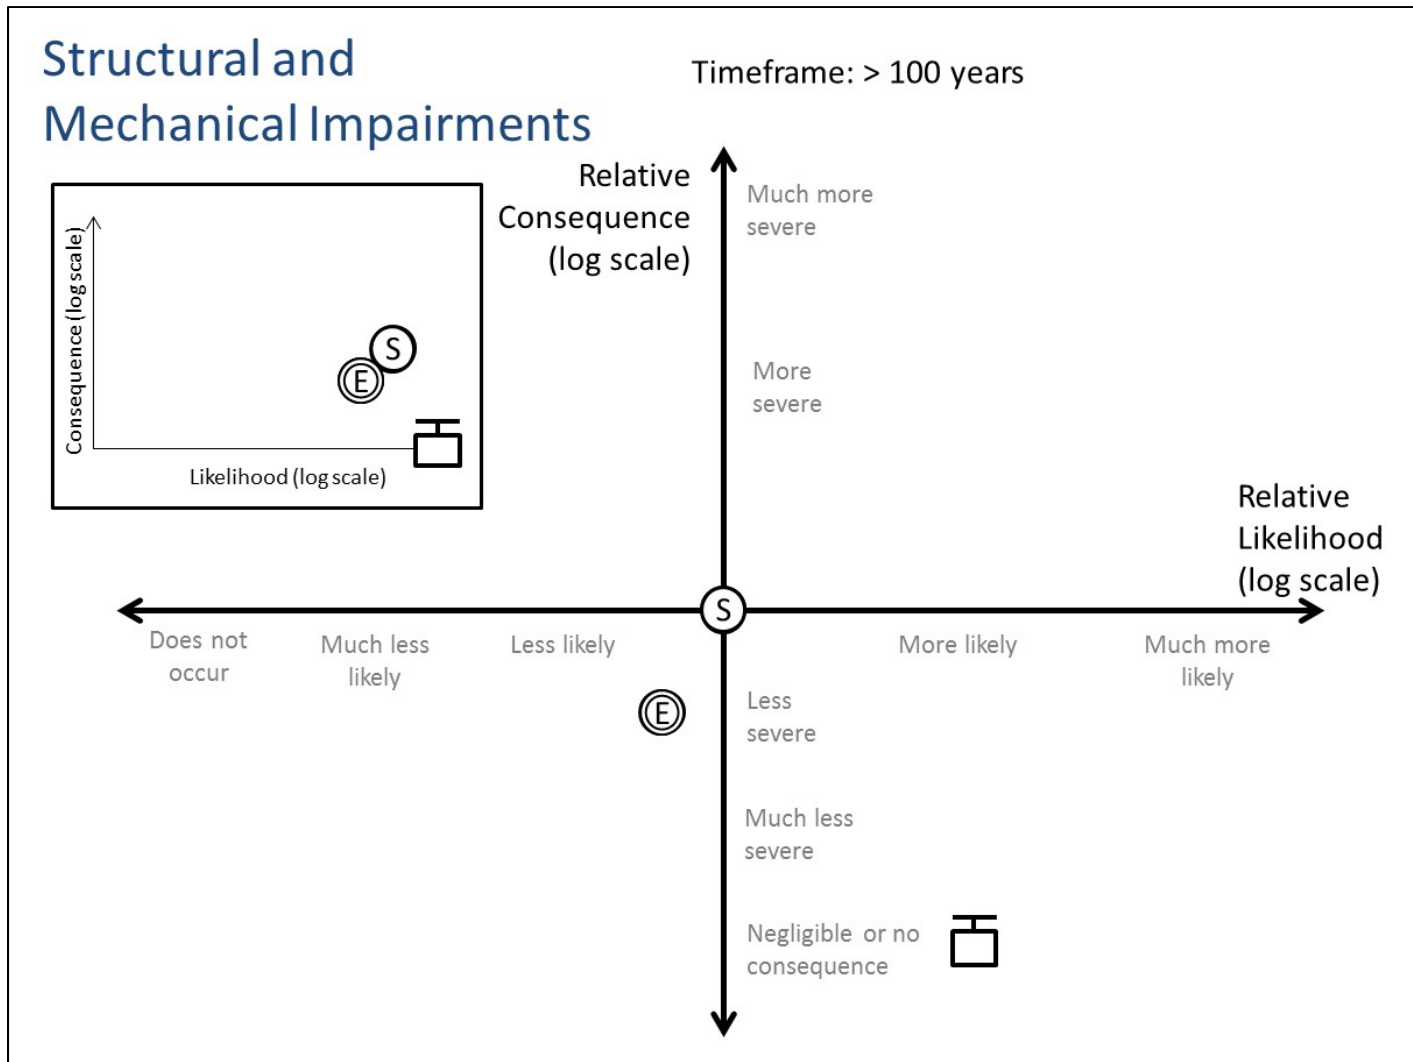 Structural and
Mechanical Impairments
Timeframe: > 100 years
Consequence (log scale)
S
E
Likelihood (log scale)
Relative
Consequence
(log scale)
Much more
severe
More
severe
Relative
Likelihood
(log scale)
S
Does not
occur
Much less
likely
Less likely
More likely
Much more
likely
E
Less
severe
Much less
severe
Negligible or no
consequence